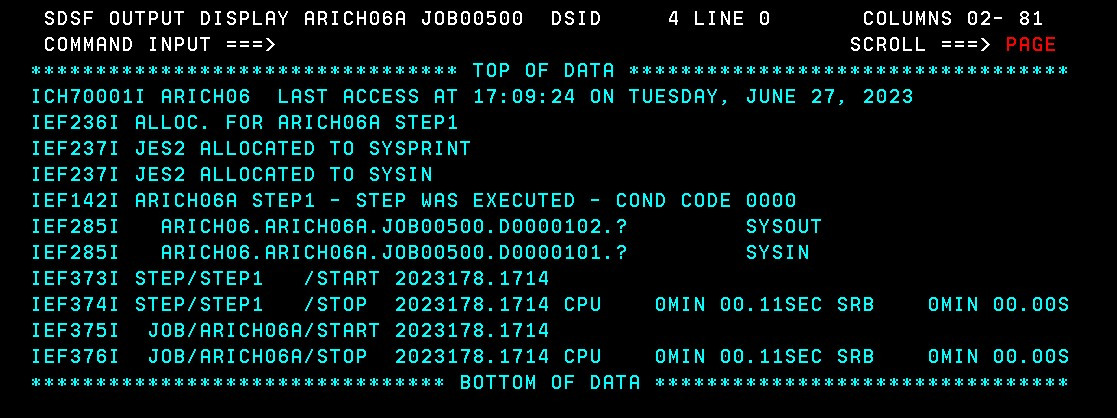 SDSF OUTPUT DISPLAY ARICH06A JOB00500  DSID     4 LINE 0       COLUMNS 02- 81
COMMAND INPUT ===>                                            SCROLL ===> PAGE
********************************* TOP OF DATA **********************************
ICH70001I ARICH06  LAST ACCESS AT 17:09:24 ON TUESDAY, JUNE 27, 2023
IEF236I ALLOC. FOR ARICH06A STEP1
IEF237I JES2 ALLOCATED TO SYSPRINT
IEF237I JES2 ALLOCATED TO SYSIN
IEF142I ARICH06A STEP1 - STEP WAS EXECUTED - COND CODE 0000
IEF285I   ARICH06.ARICH06A.JOB00500.D0000102.?         SYSOUT
IEF285I   ARICH06.ARICH06A.JOB00500.D0000101.?         SYSIN
IEF373I STEP/STEP1   /START 2023178.1714
IEF374I STEP/STEP1   /STOP  2023178.1714 CPU    0MIN 00.11SEC SRB    0MIN 00.00S
IEF375I  JOB/ARICH06A/START 2023178.1714
IEF376I  JOB/ARICH06A/STOP  2023178.1714 CPU    0MIN 00.11SEC SRB    0MIN 00.00S
******************************** BOTTOM OF DATA ********************************